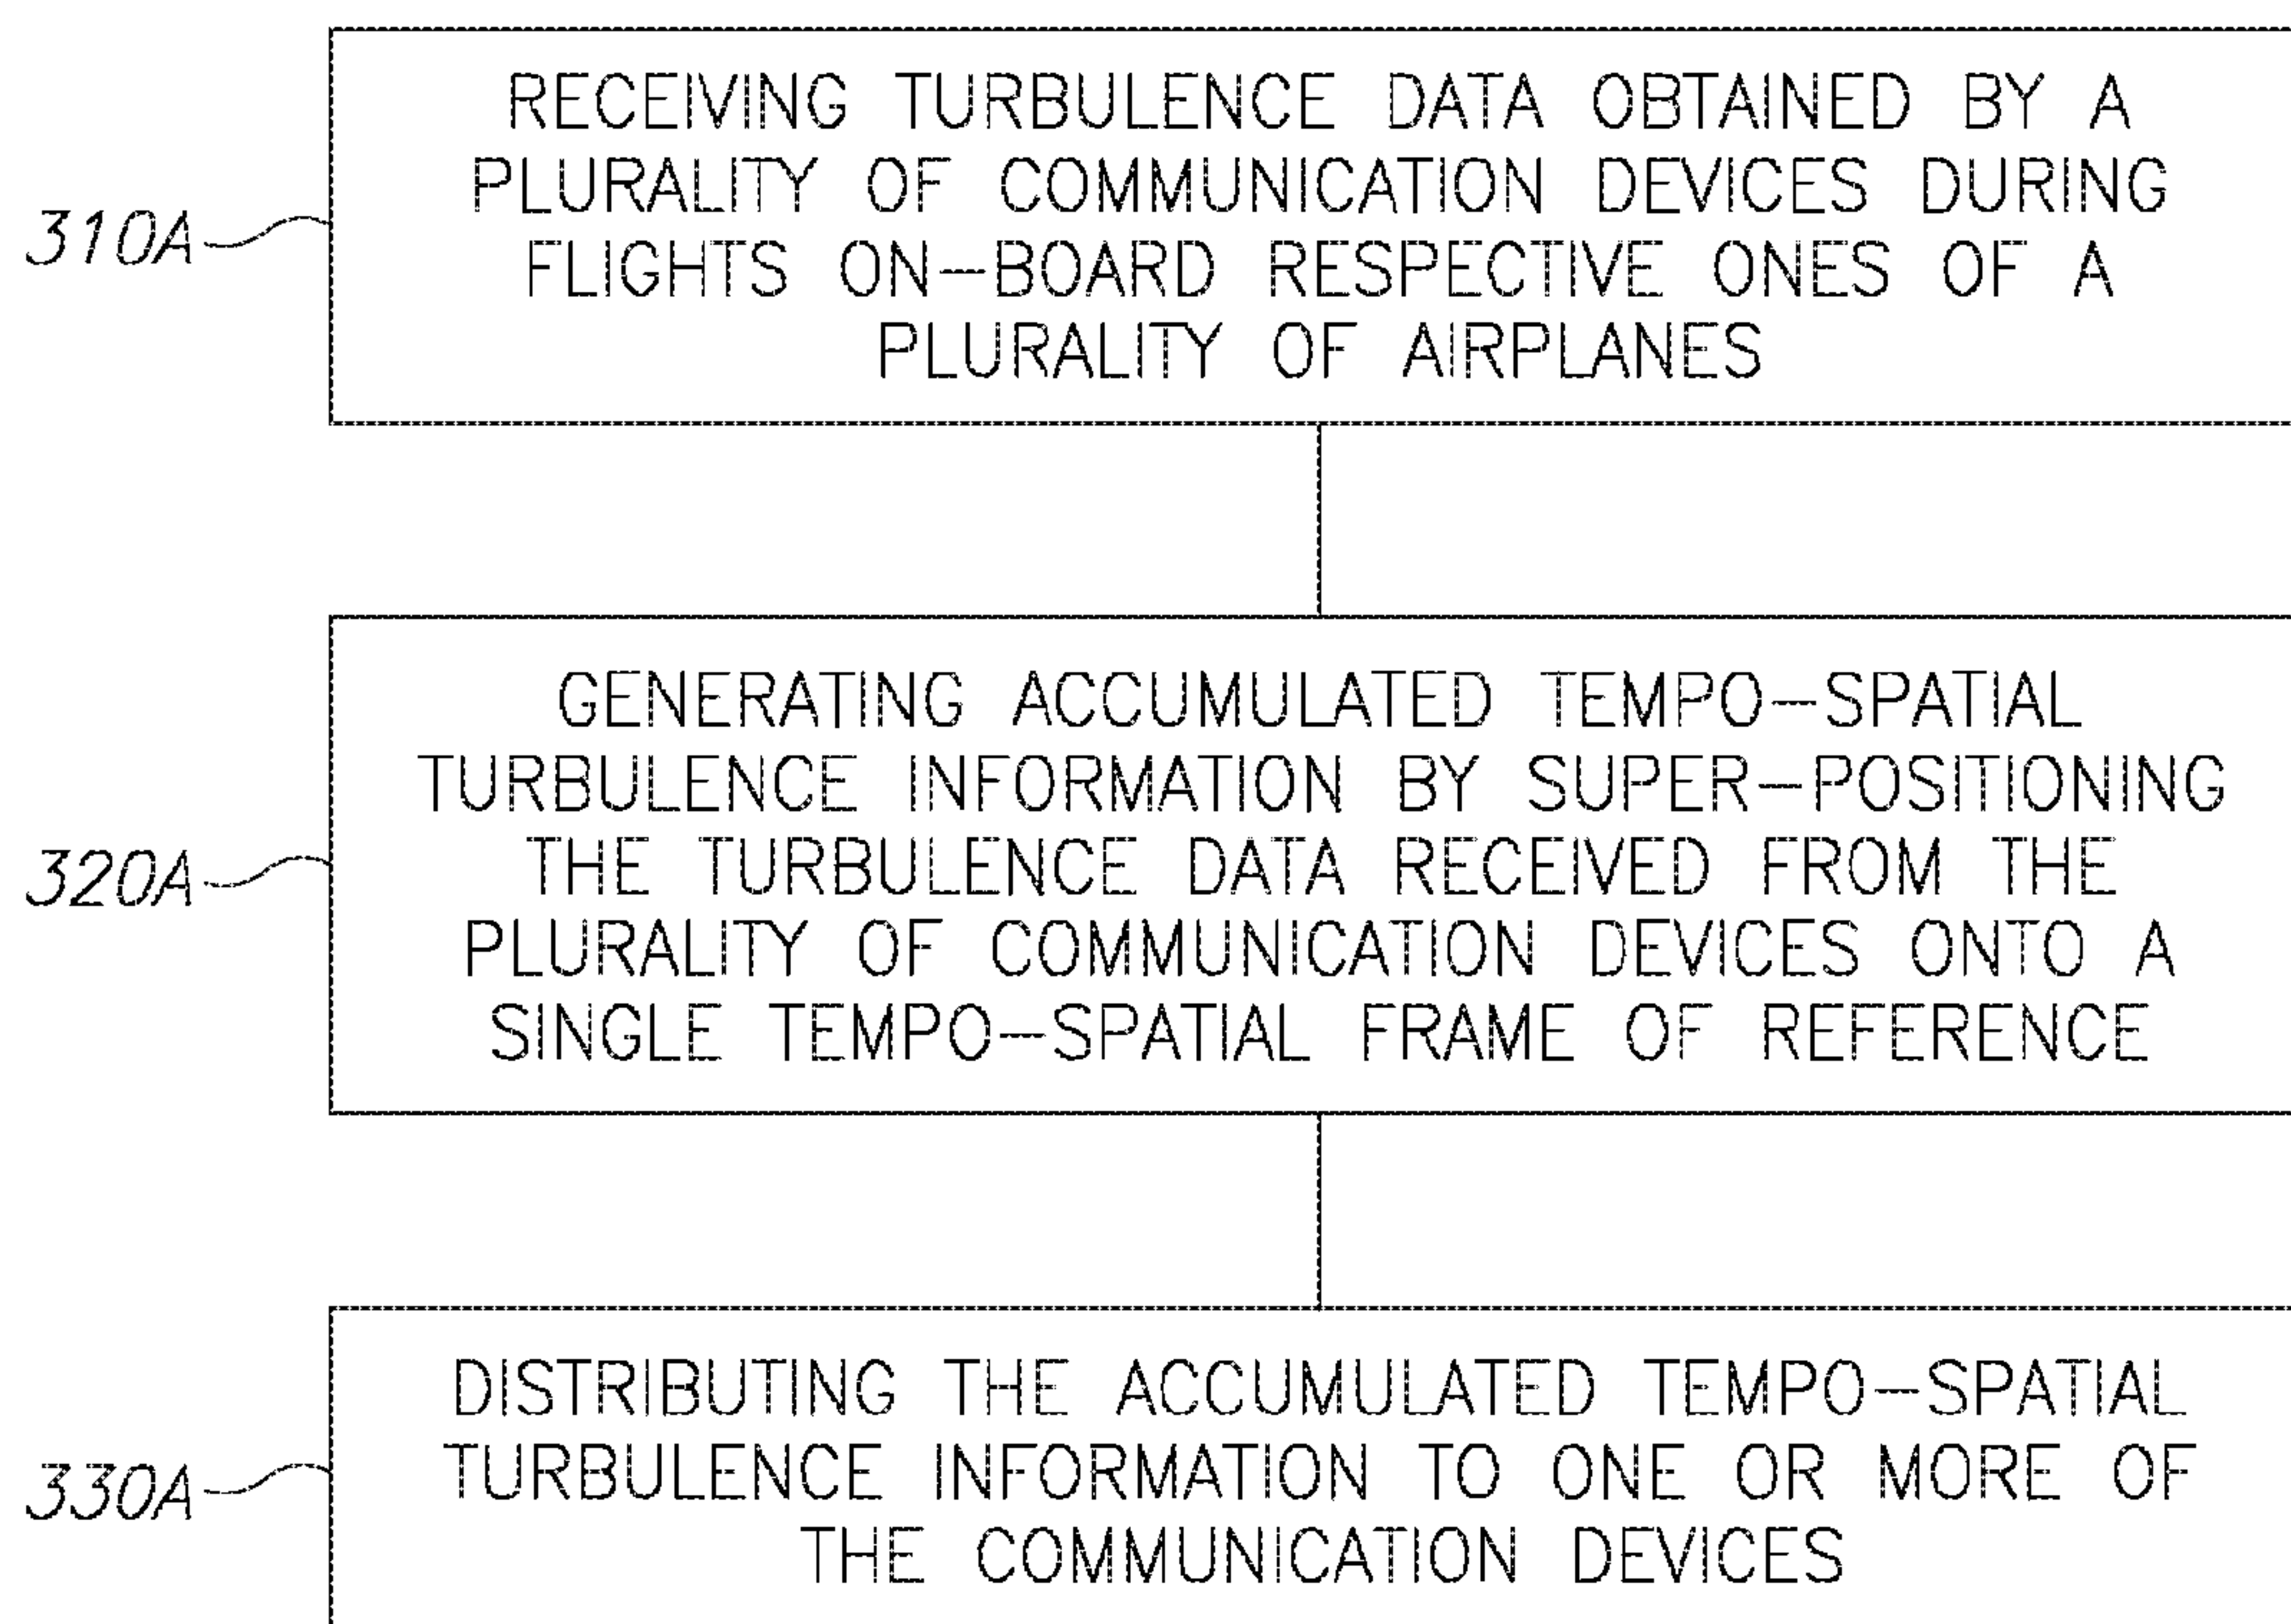 RECEIVING TURBULENCE DATA OBTAINED BY A
PLURALITY OF COMMUNICATION DEVICES DURING
310A
FLIGHTS ON-BOARD RESPECTIVE ONES OF A
PLURALITY OF AIRPLANES
GENERATING ACCUMULATED TEMPO-SPATIAL
TURBULENCE INFORMATION BY SUPER-POSITIONING
320A
THE TURBULENCE DATA RECEIVED FROM THE
PLURALITY OF COMMUNICATION DEVICES ONTO A
SINGLE TEMPO-SPATIAL FRAME OF REFERENCE
DISTRIBUTING THE ACCUMULATED TEMPO-SPATIAL
330A
TURBULENCE INFORMATION TO ONE OR MORE OF
THE COMMUNICATION DEVICES